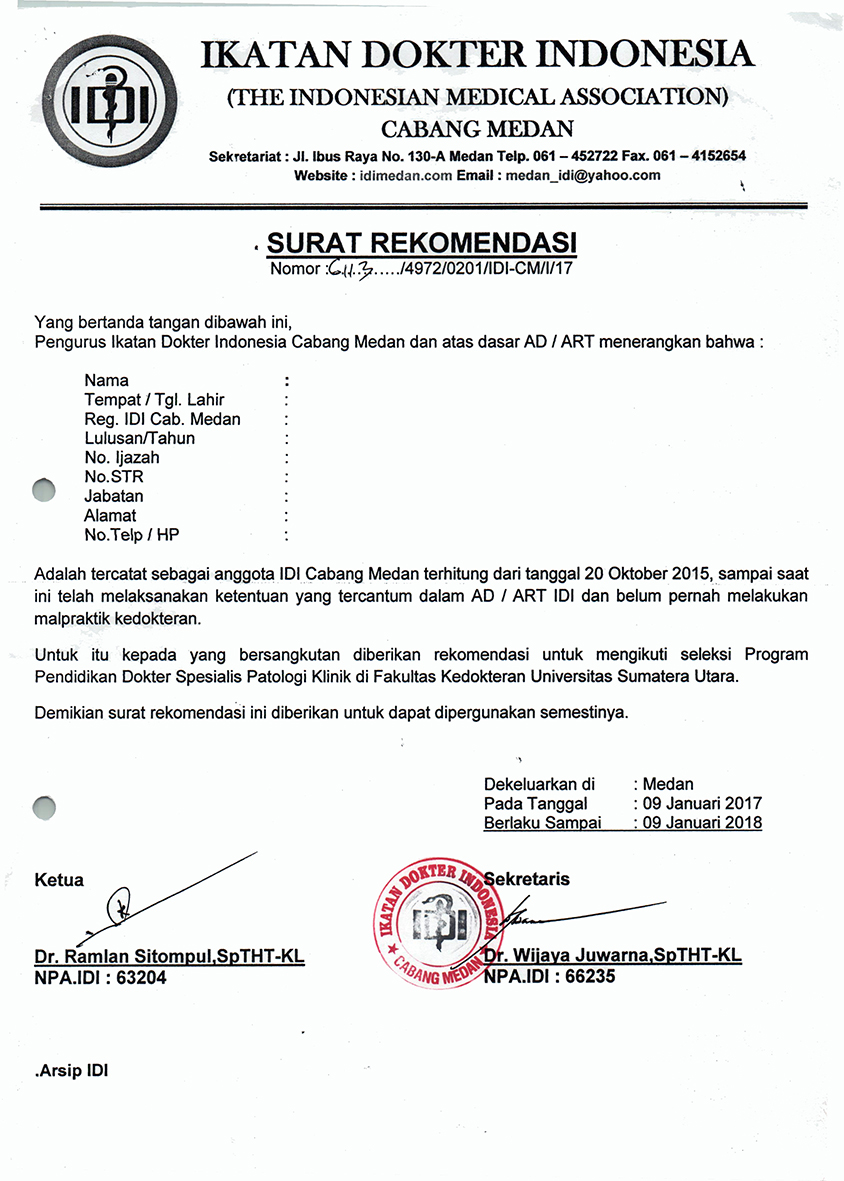 IDI
IKATAN DOKTER INDONESIA
(THE INDONESIAN MEDICAL ASSOCIATION)
CABANG MEDAN
Sekretariat : Jl. Ibus Raya No. 130-A Medan Telp. 061 – 452722 Fax. 061 – 4152654
Website : idimedan.com Email : medan_idi@yahoo.com
SURAT REKOMENDASI
Nomor : ...../4972/0201/IDI-CM/I/17
Yang bertanda tangan dibawah ini,
Pengurus Ikatan Dokter Indonesia Cabang Medan dan atas dasar AD / ART menerangkan bahwa :
Nama :
Tempat / Tgl. Lahir :
Reg. IDI Cab. Medan :
Lulusan/Tahun :
No. Ijazah :
No.STR :
Jabatan :
Alamat :
No.Telp / HP :
Adalah tercatat sebagai anggota IDI Cabang Medan terhitung dari tanggal 20 Oktober 2015, sampai saat
ini telah melaksanakan ketentuan yang tercantum dalam AD / ART IDI dan belum pernah melakukan
malpraktik kedokteran.
Untuk itu kepada yang bersangkutan diberikan rekomendasi untuk mengikuti seleksi Program
Pendidikan Dokter Spesialis Patologi Klinik di Fakultas Kedokteran Universitas Sumatera Utara.
Demikian surat rekomendasi ini diberikan untuk dapat dipergunakan semestinya.
Dekeluarkan di : Medan
Pada Tanggal : 09 Januari 2017
Berlaku Sampai : 09 Januari 2018
Ketua
Sekretaris
IKATAN DOKTER INDONESIA
IDI
CABANG MEDAN
Dr. Ramlan Sitompul,SpTHT-KL
Dr. Wijaya Juwarna,SpTHT-KL
NPA.IDI : 63204
NPA.IDI : 66235
.Arsip IDI